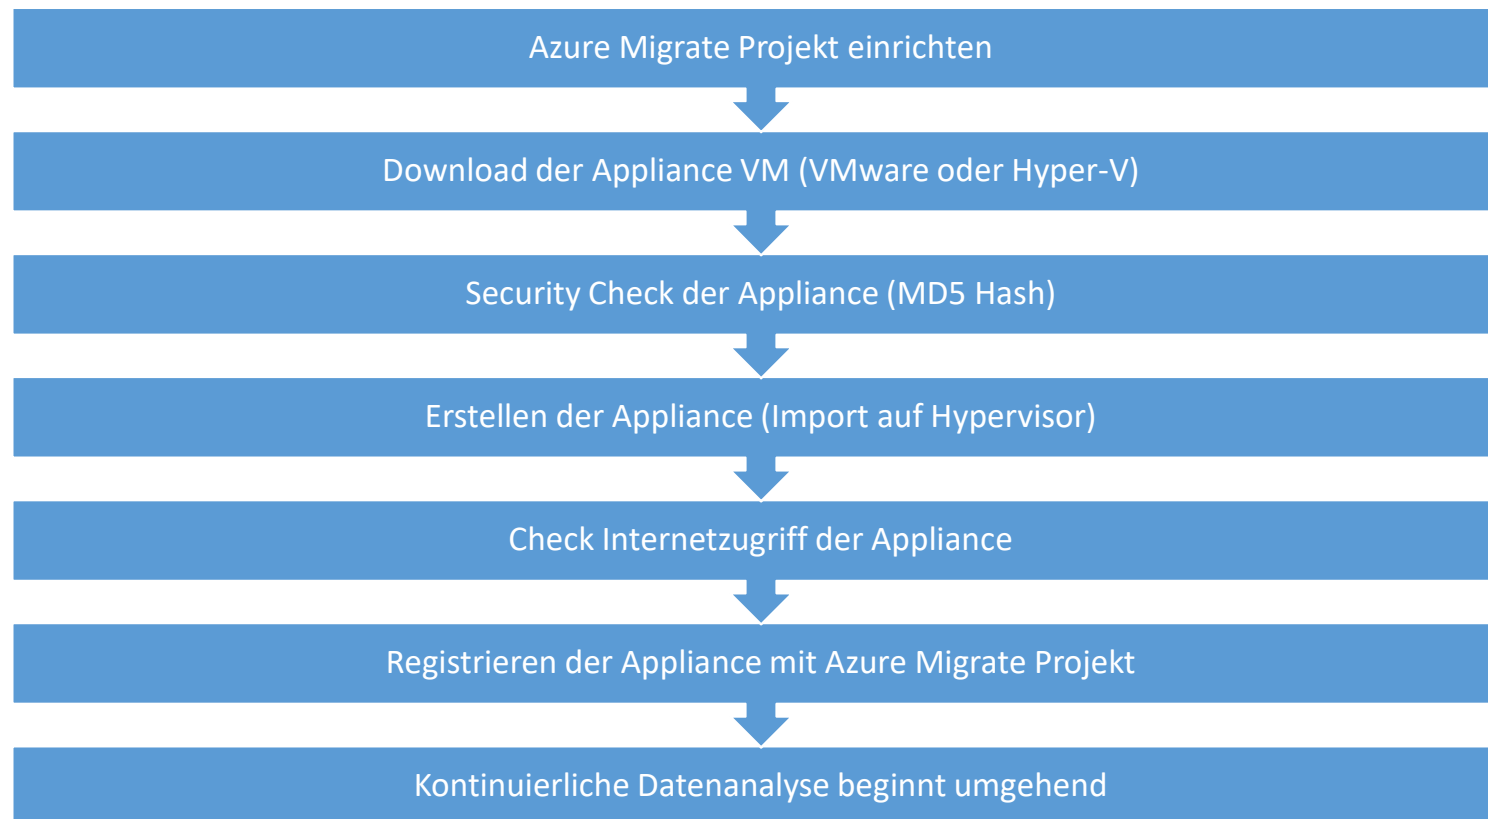 Azure Migrate Projekt einrichten
Download der Appliance VM (VMware oder Hyper-V)
Security Check der Appliance (MD5 Hash)
Erstellen der Appliance (Import auf Hypervisor)
Check Internetzugriff der Appliance
Registrieren der Appliance mit Azure Migrate Projekt
Kontinuierliche Datenanalyse beginnt umgehend